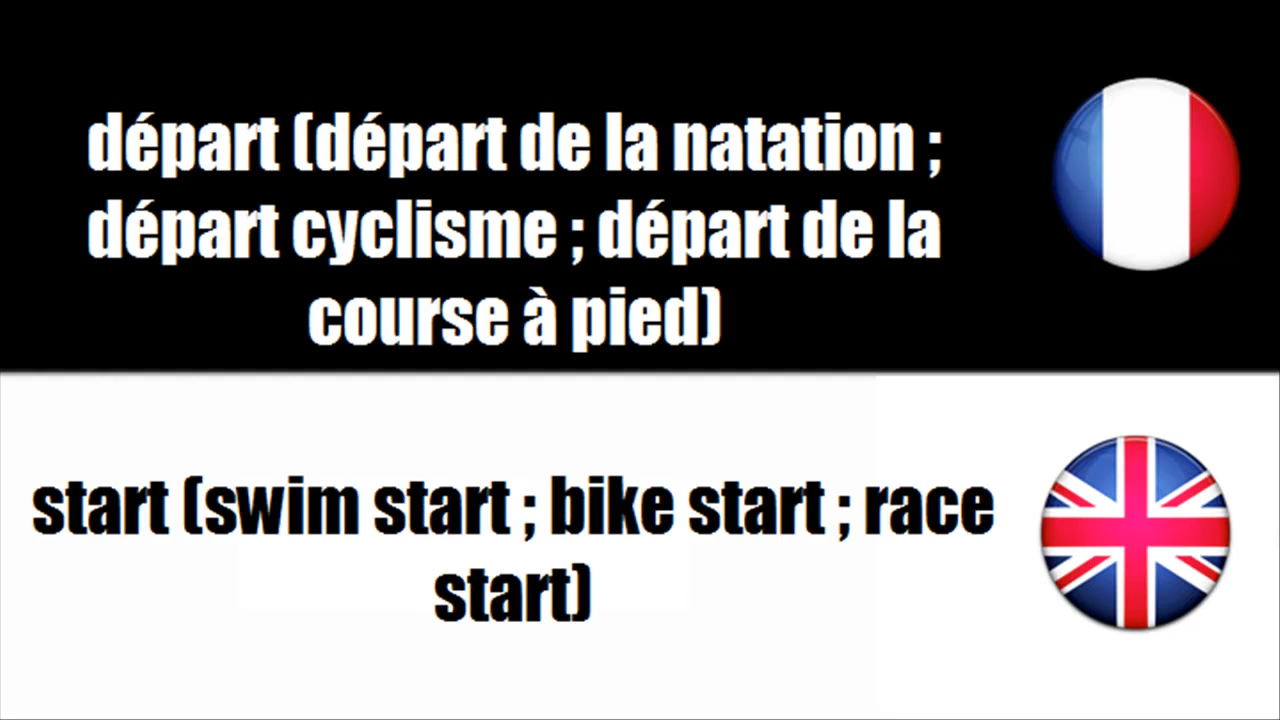 départ (départ de la natation ;
départ cyclisme ; départ de la
course à pied)
start (swim start ; bike start ; race
start)